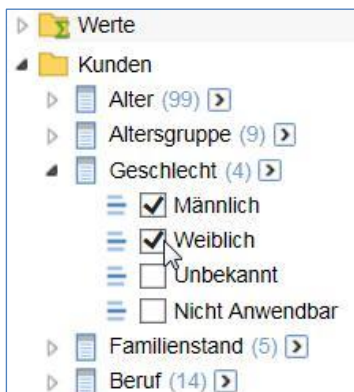 Werte
Kunden
Alter (99)
Altersgruppe (9)
Geschlecht (4)
Männlich
Weiblich
Unbekannt
Nicht Anwendbar
Familienstand (5)
Beruf (14)